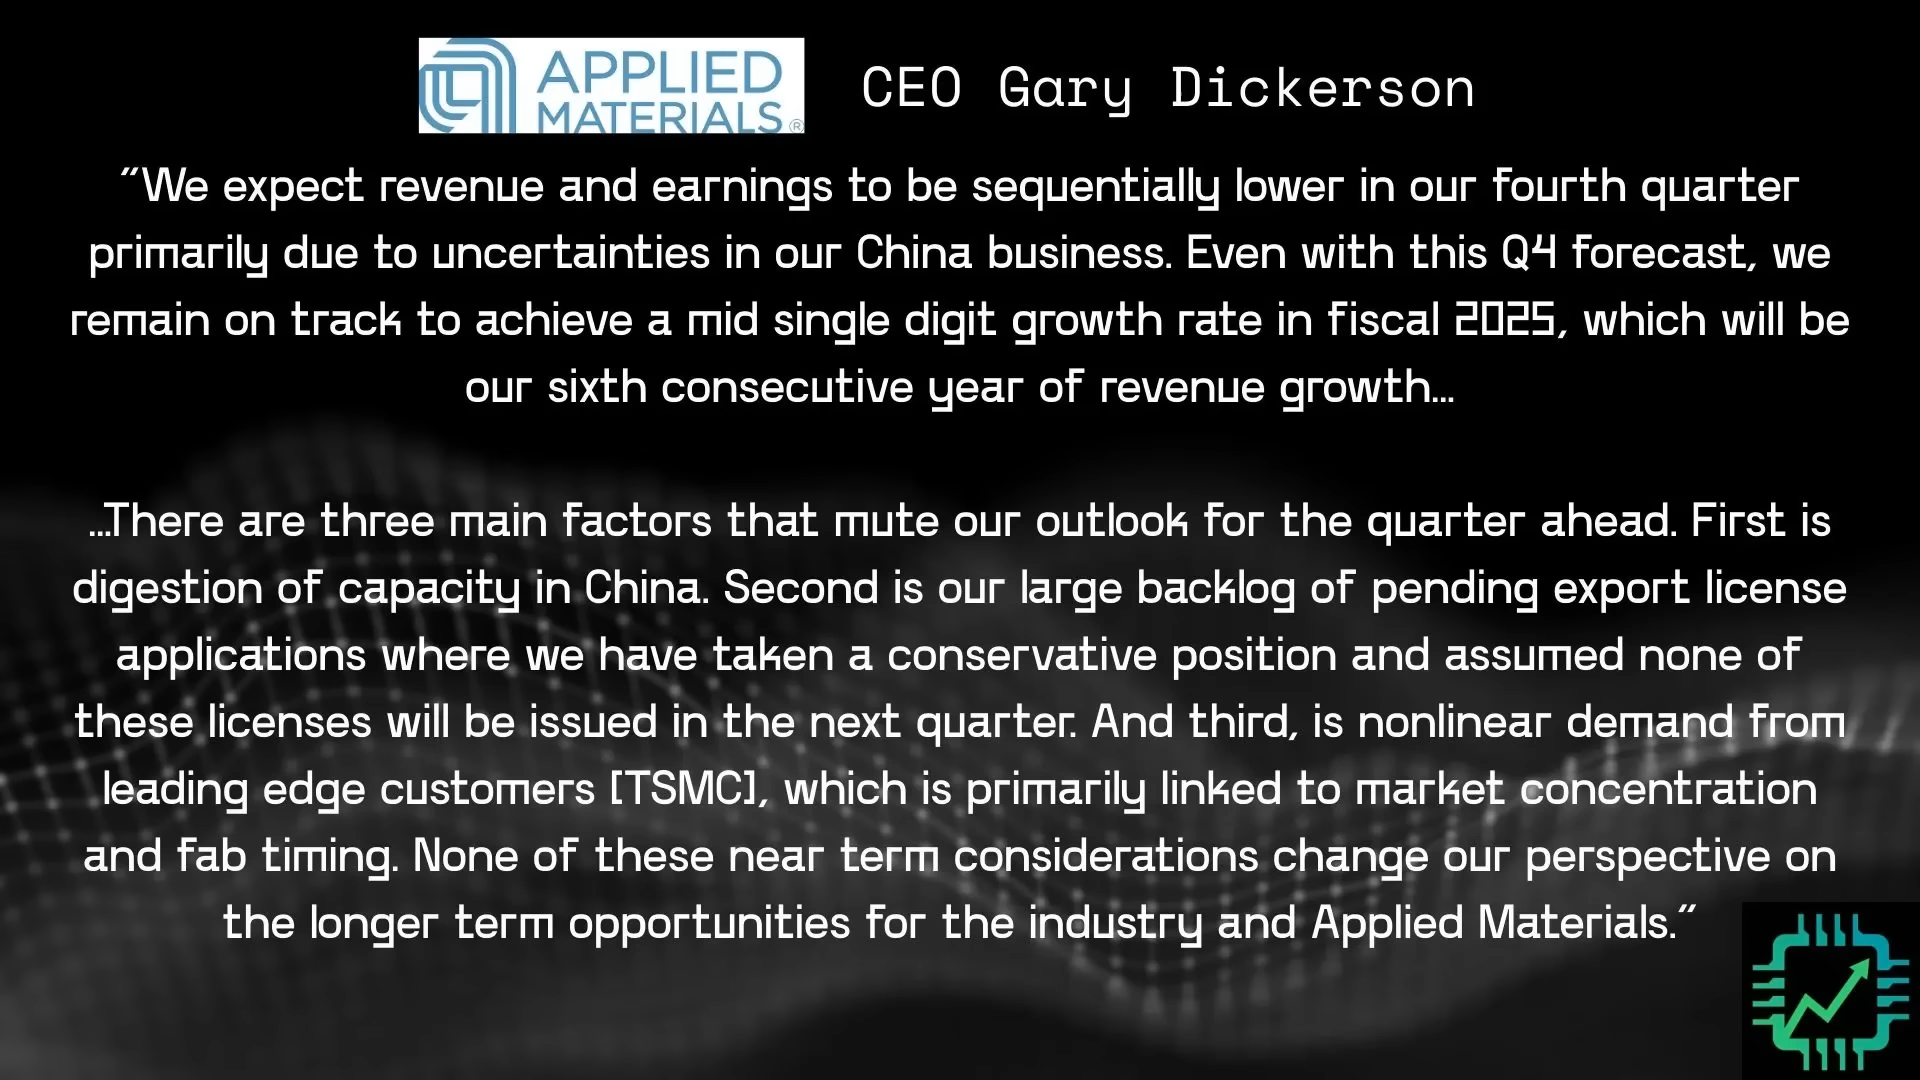 APPLIED
MATERIALS®
CEO Gary Dickerson
"We expect revenue and earnings to be sequentially lower in our fourth quarter
primarily due to uncertainties in our China business. Even with this Q4 forecast, we
remain on track to achieve a mid single digit growth rate in fiscal 2025, which will be
our sixth consecutive year of revenue growth...
...There are three main factors that mute our outlook for the quarter ahead. First is
digestion of capacity in China. Second is our large backlog of pending export license
applications where we have taken a conservative position and assumed none of
these licenses will be issued in the next quarter. And third, is nonlinear demand from
leading edge customers [TSMC], which is primarily linked to market concentration
and fab timing. None of these near term considerations change our perspective on
the longer term opportunities for the industry and Applied Materials."